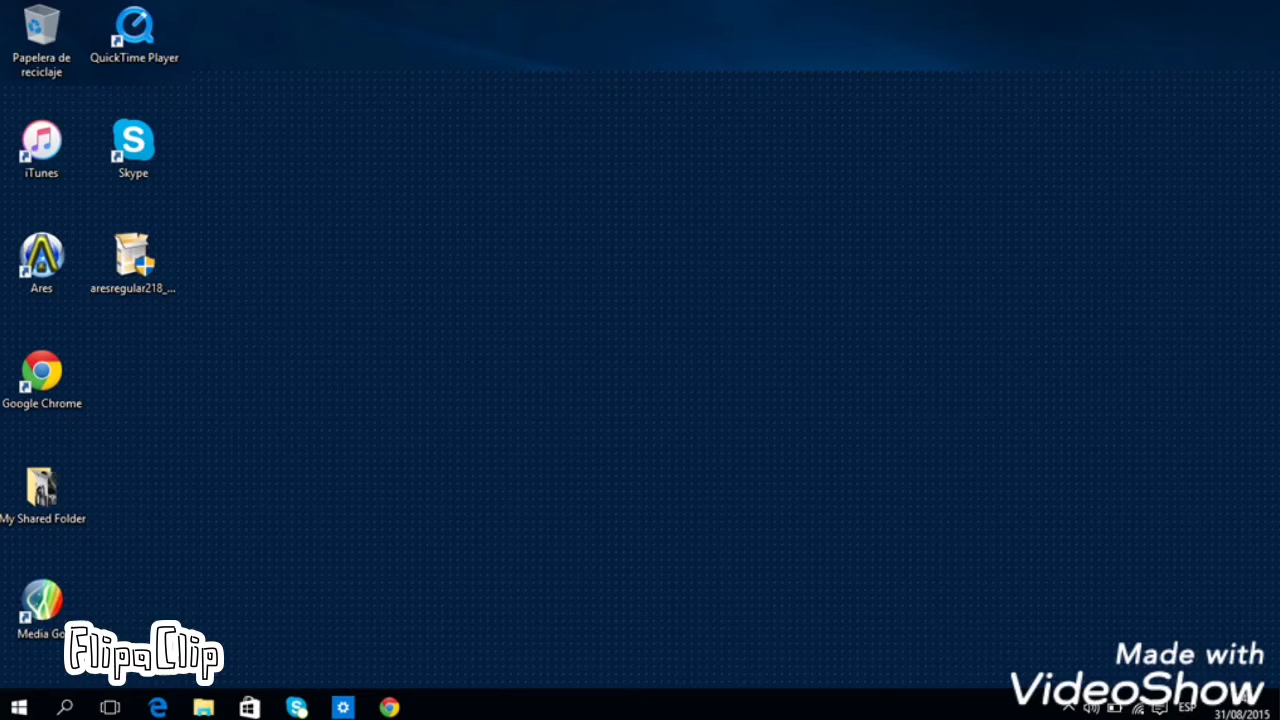 Papelera de
reciclaje
QuickTime Player
iTunes
Skype
Ares
aresregular218_...
Google Chrome
My Shared Folder
Media Go
FlipaClip
Made with
VideoShow
ESP
31/08/2015